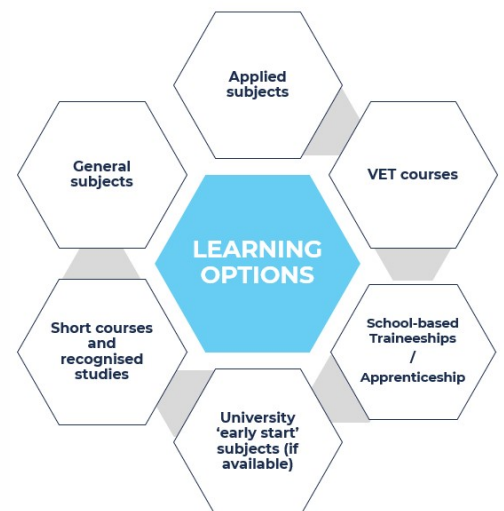 Applied
subjects
General
subjects
VET courses
LEARNING
OPTIONS
Short courses
and
recognised
studies
School-based
Traineeships
/
Apprenticeship
University
‘early start’
subjects (if
available)